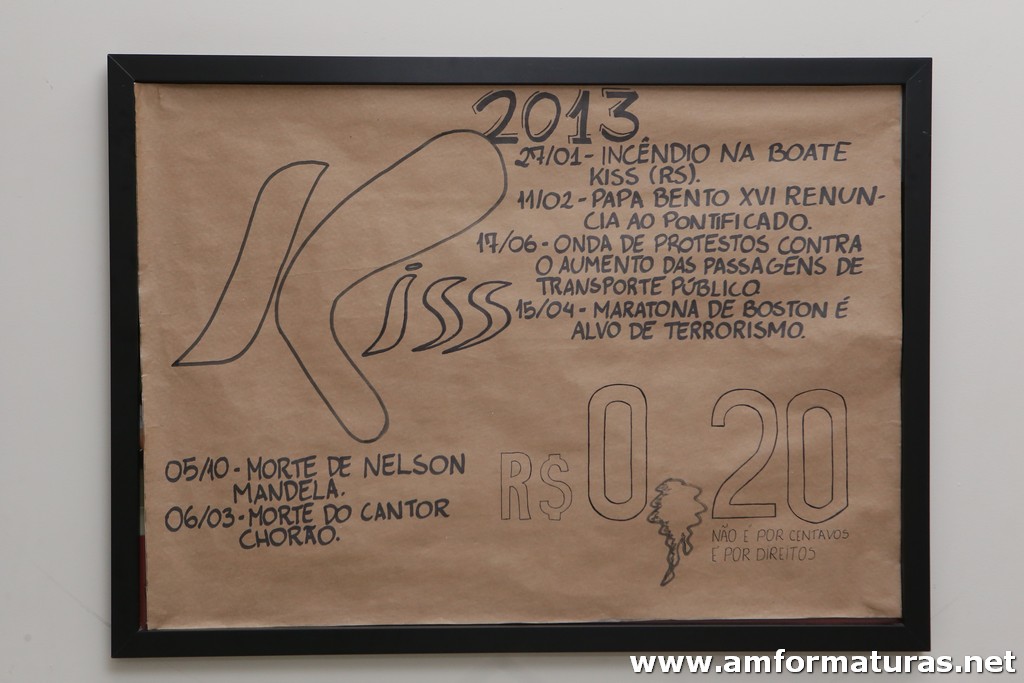 2013
27/01- INCÊNDIO NA BOATE
KISS (RS).
11/02 - PAPA BENTO XVI RENUN-
CIA AO PONTIFICADO.
17/06 - ONDA DE PROTESTOS CONTRA
O AUMENTO DAS PASSAGENS DE
TRANSPORTE PÚBLICO.
15/04 - MARATONA DE BOSTON É
ALVO DE TERRORISMO.
Kiss
05/10 - MORTE DE NELSON
MANDELA.
06/03 - MORTE DO CANTOR
CHORÃO.
R$ 0,20
NÃO É POR CENTAVOS
É POR DIREITOS
www.amformaturas.net